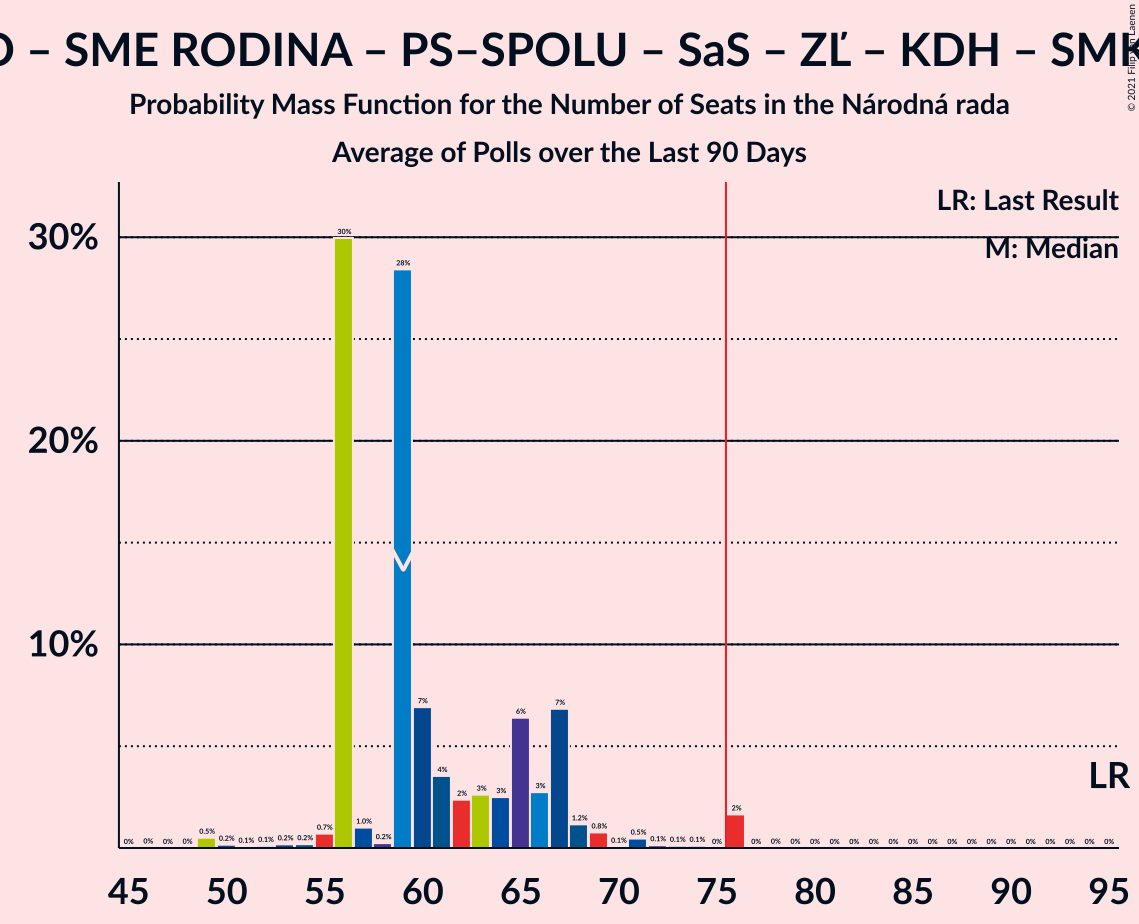 – SME RODINA – PS–SPOLU – SaS – ZĽ – KDH –
Probability Mass Function for the Number of Seats in the Národná rada
Average of Polls over the Last 90 Days
© 2021 Filip van Laenen
LR: Last Result
M: Median
30%
20%
10%
0% 0% 0% 0% 0.5% 0.2% 0.1% 0.1% 0.2% 0.2% 0.7% 30% 1.0% 0.2% 28% 7% 4% 2% 3% 3% 6% 3% 7% 1.2% 0.8% 0.1% 0.5% 0.1% 0.1% 0.1% 0% 2% 0% 0% 0% 0% 0% 0% 0% 0% 0% 0% 0% 0% 0% 0% 0% 0% 0% 0% 0%
LR
45 50 55 60 65 70 75 80 85 90 95